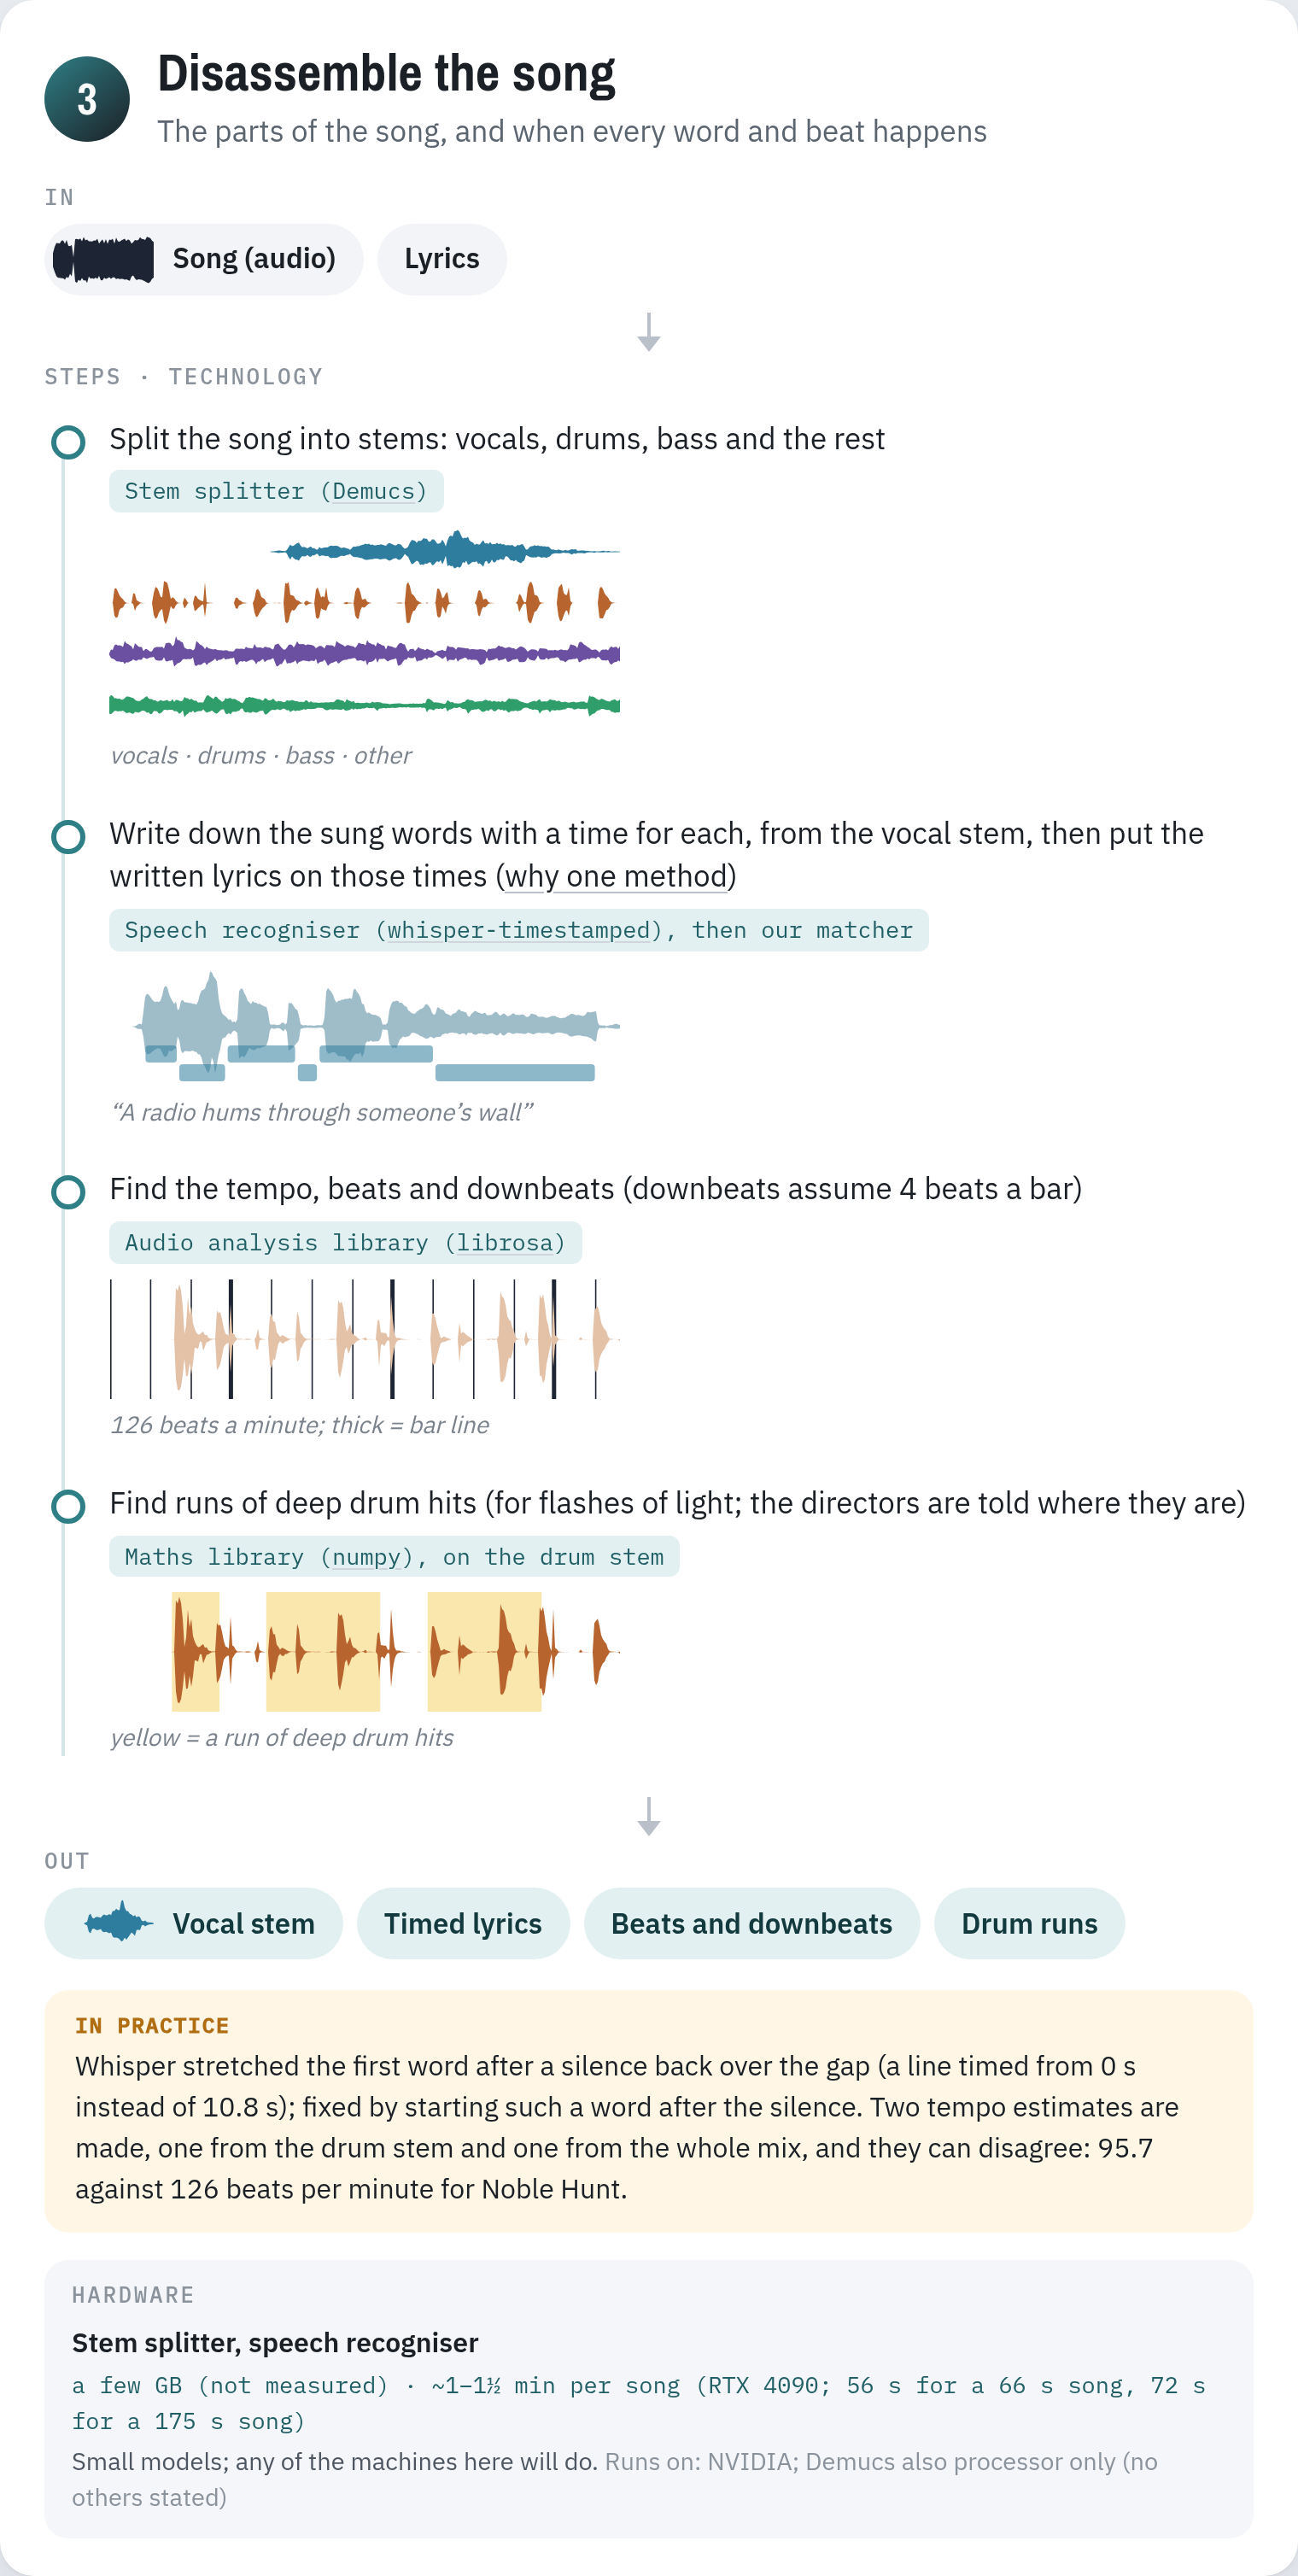 3
Disassemble the song
The parts of the song, and when every word and beat happens
IN
Song (audio)
Lyrics
STEPS · TECHNOLOGY
Split the song into stems: vocals, drums, bass and the rest
Stem splitter (Demucs)
vocals · drums · bass · other
Write down the sung words with a time for each, from the vocal stem, then put the
written lyrics on those times (why one method)
Speech recogniser (whisper-timestamped), then our matcher
“A radio hums through someone’s wall”
Find the tempo, beats and downbeats (downbeats assume 4 beats a bar)
Audio analysis library (librosa)
126 beats a minute; thick = bar line
Find runs of deep drum hits (for flashes of light; the directors are told where they are)
Maths library (numpy), on the drum stem
yellow = a run of deep drum hits
OUT
Vocal stem
Timed lyrics
Beats and downbeats
Drum runs
IN PRACTICE
Whisper stretched the first word after a silence back over the gap (a line timed from 0 s
instead of 10.8 s); fixed by starting such a word after the silence. Two tempo estimates are
made, one from the drum stem and one from the whole mix, and they can disagree: 95.7
against 126 beats per minute for Noble Hunt.
HARDWARE
Stem splitter, speech recogniser
a few GB (not measured) · ~1–1½ min per song (RTX 4090; 56 s for a 66 s song, 72 s
for a 175 s song)
Small models; any of the machines here will do. Runs on: NVIDIA; Demucs also processor only (no
others stated)